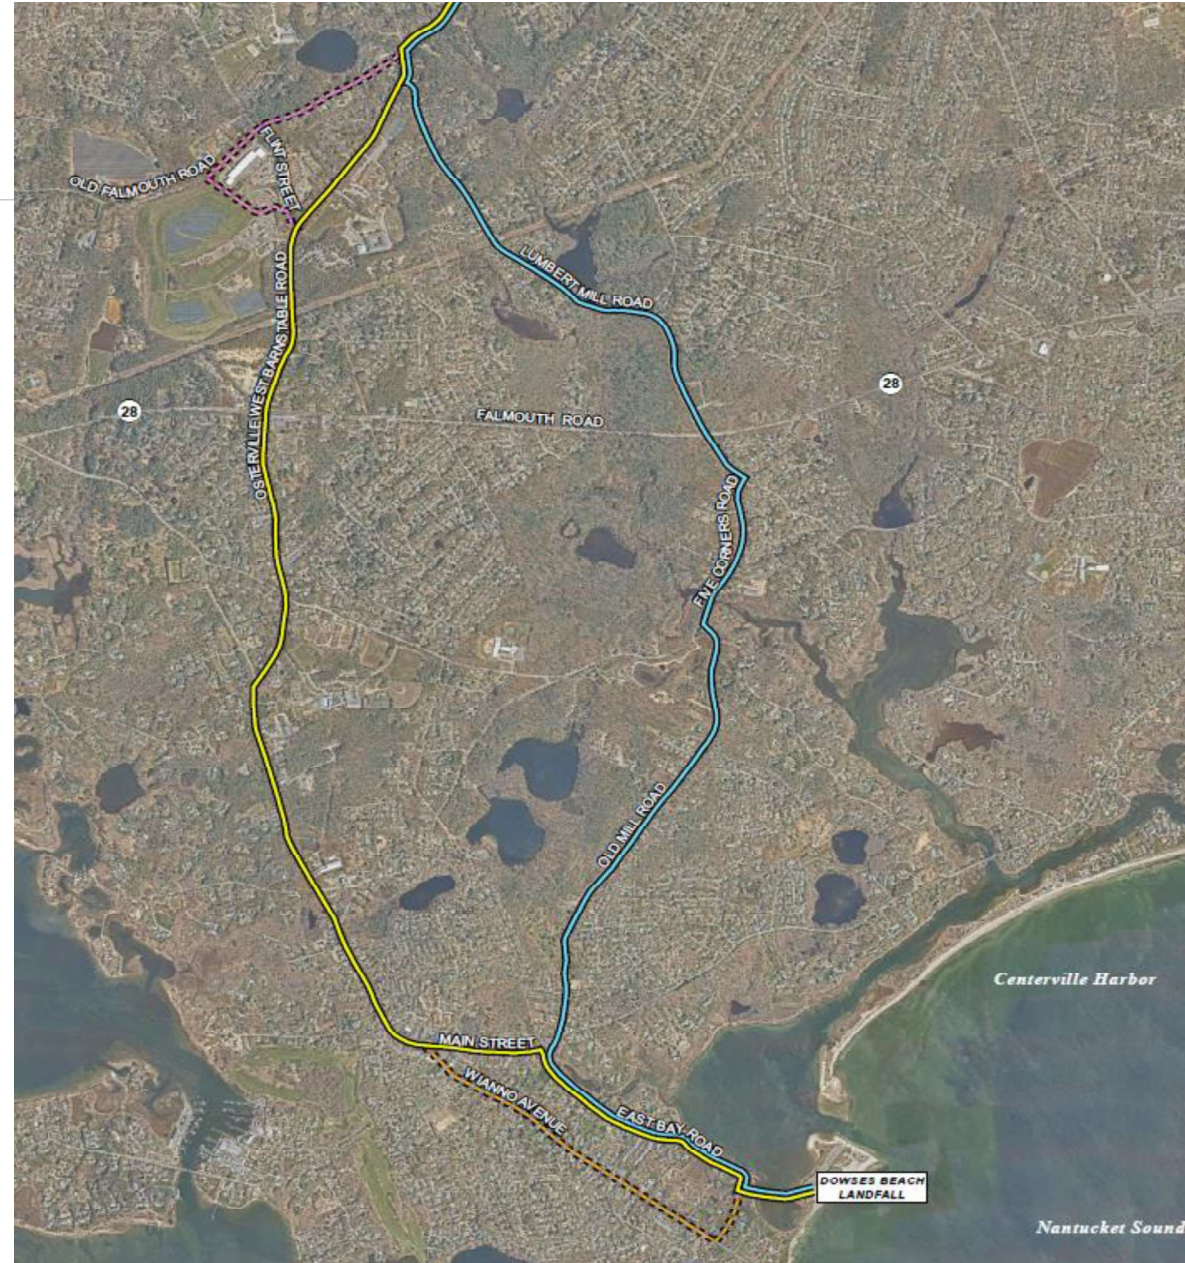 OLD FALMOUTH ROAD
FLINT STREET
LUMBERT MILL ROAD
OSTERVILLE WEST BARNSTABLE ROAD
28
28
FALMOUTH ROAD
FIVE CORNERS ROAD
OLD MILL ROAD
Centerville Harbor
MAIN STREET
WIANNO AVENUE
EAST BAY ROAD
DOWSES BEACH
LANDFALL
Nantucket Sound